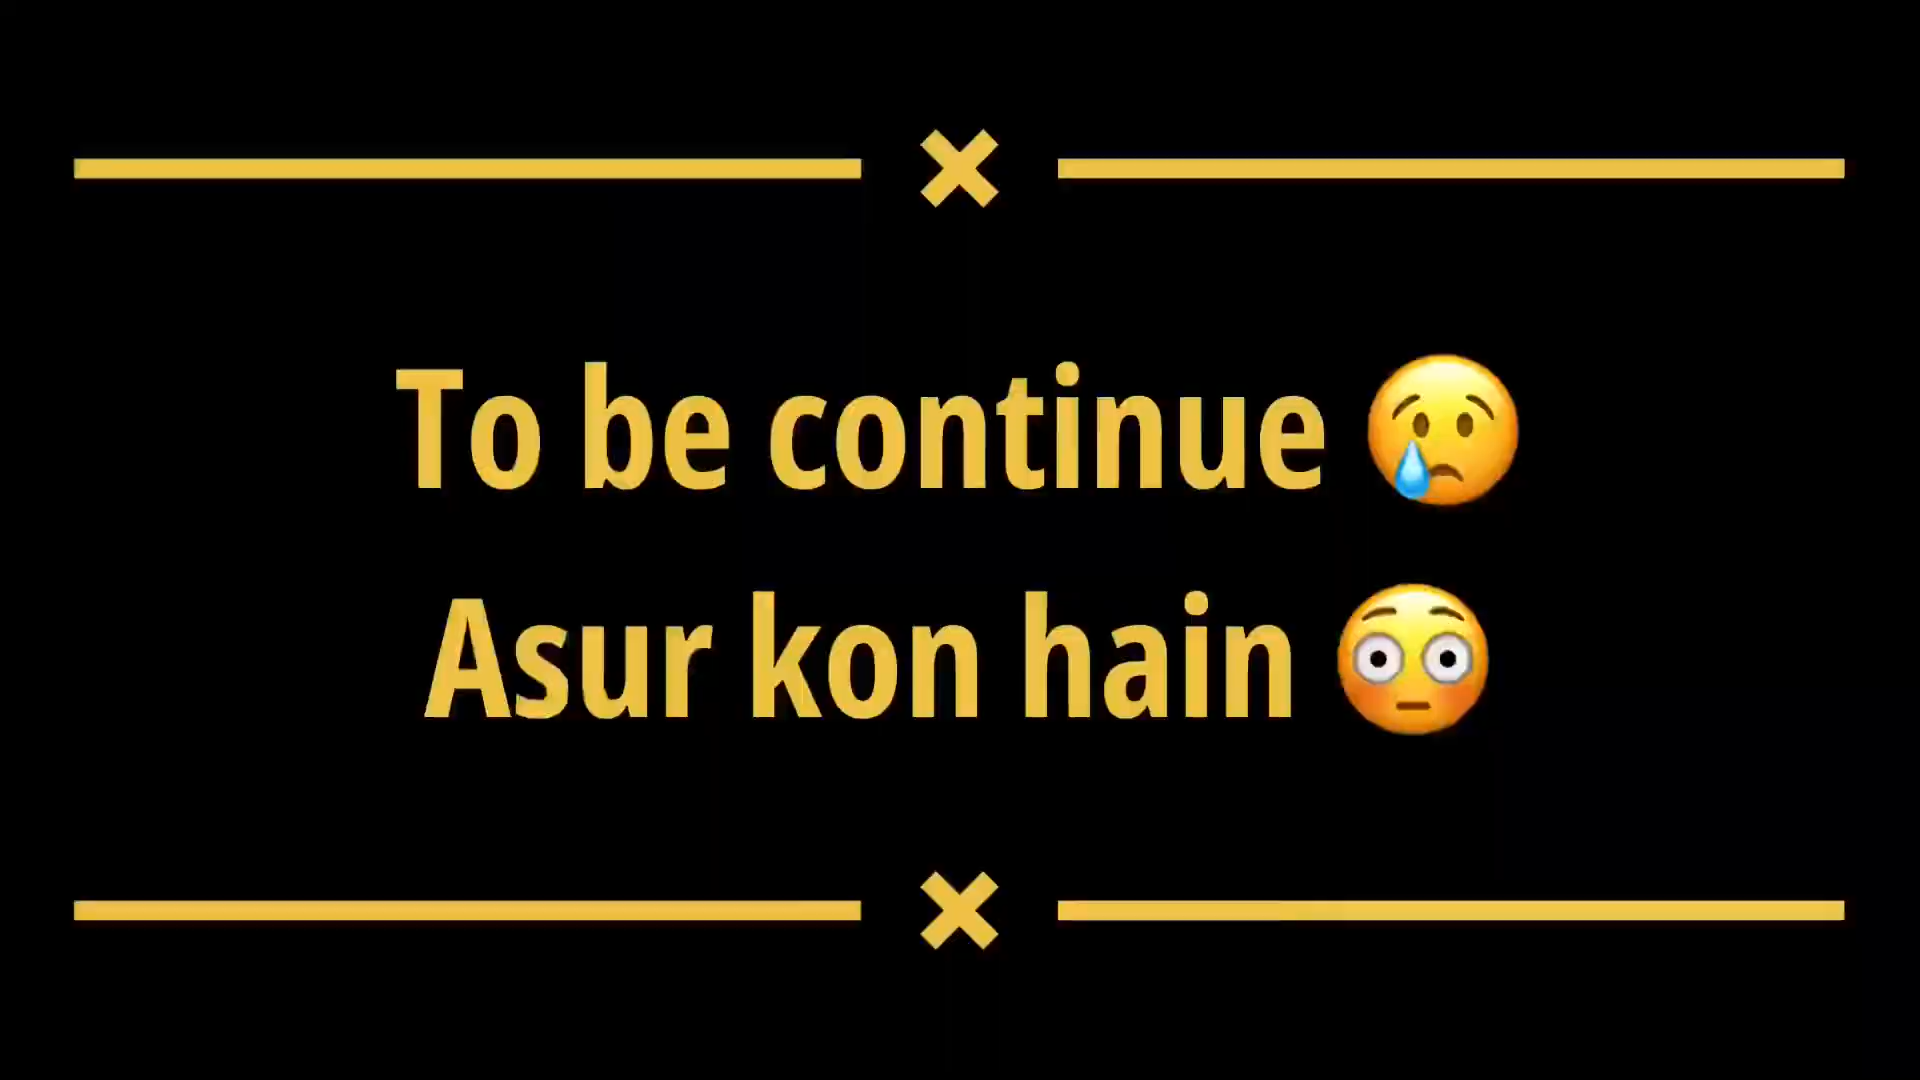 To be continue 😢
Asur kon hain 😳